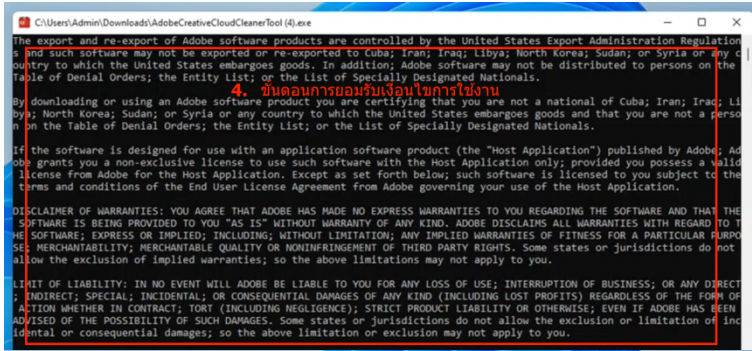 C:\Users\Admin\Downloads\AdobeCreativeCloudCleanerTool (4).exe
The export and re-export of Adobe software products are controlled by the United States Export Administration Regulation
s and such software may not be exported or re-exported to Cuba; Iran; Iraq; Libya; North Korea; Sudan; or Syria or any c
ountry to which the United States embargoes goods. In addition; Adobe software may not be distributed to persons on the
Table of Denial Orders; the Entity List; or the List of Specially Designated Nationals.
4. ขั้นตอนการยอมรับเงื่อนไขการใช้งาน
By downloading or using an Adobe software product you are certifying that you are not a national of Cuba; Iran; Iraq; Li
bya; North Korea; Sudan; or Syria or any country to which the United States embargoes goods and that you are not a perso
n on the Table of Denial Orders; the Entity List; or the List of Specially Designated Nationals.
If the software is designed for use with an application software product (the "Host Application") published by Adobe; Ad
obe grants you a non-exclusive license to use such software with the Host Application only; provided you possess a valid
license from Adobe for the Host Application. Except as set forth below; such software is licensed to you subject to the
terms and conditions of the End User License Agreement from Adobe governing your use of the Host Application.
DISCLAIMER OF WARRANTIES: YOU AGREE THAT ADOBE HAS MADE NO EXPRESS WARRANTIES TO YOU REGARDING THE SOFTWARE AND THAT THE
SOFTWARE IS BEING PROVIDED TO YOU "AS IS" WITHOUT WARRANTY OF ANY KIND. ADOBE DISCLAIMS ALL WARRANTIES WITH REGARD TO T
HE SOFTWARE; EXPRESS OR IMPLIED; INCLUDING; WITHOUT LIMITATION; ANY IMPLIED WARRANTIES OF FITNESS FOR A PARTICULAR PURPO
SE; MERCHANTABILITY; MERCHANTABLE QUALITY OR NONINFRINGEMENT OF THIRD PARTY RIGHTS. Some states or jurisdictions do not
allow the exclusion of implied warranties; so the above limitations may not apply to you.
LIMIT OF LIABILITY: IN NO EVENT WILL ADOBE BE LIABLE TO YOU FOR ANY LOSS OF USE; INTERRUPTION OF BUSINESS; OR ANY DIRECT
; INDIRECT; SPECIAL; INCIDENTAL; OR CONSEQUENTIAL DAMAGES OF ANY KIND (INCLUDING LOST PROFITS) REGARDLESS OF THE FORM OF
ACTION WHETHER IN CONTRACT; TORT (INCLUDING NEGLIGENCE); STRICT PRODUCT LIABILITY OR OTHERWISE; EVEN IF ADOBE HAS BEEN
ADVISED OF THE POSSIBILITY OF SUCH DAMAGES. Some states or jurisdictions do not allow the exclusion or limitation of inc
idental or consequential damages; so the above limitation or exclusion may not apply to you.